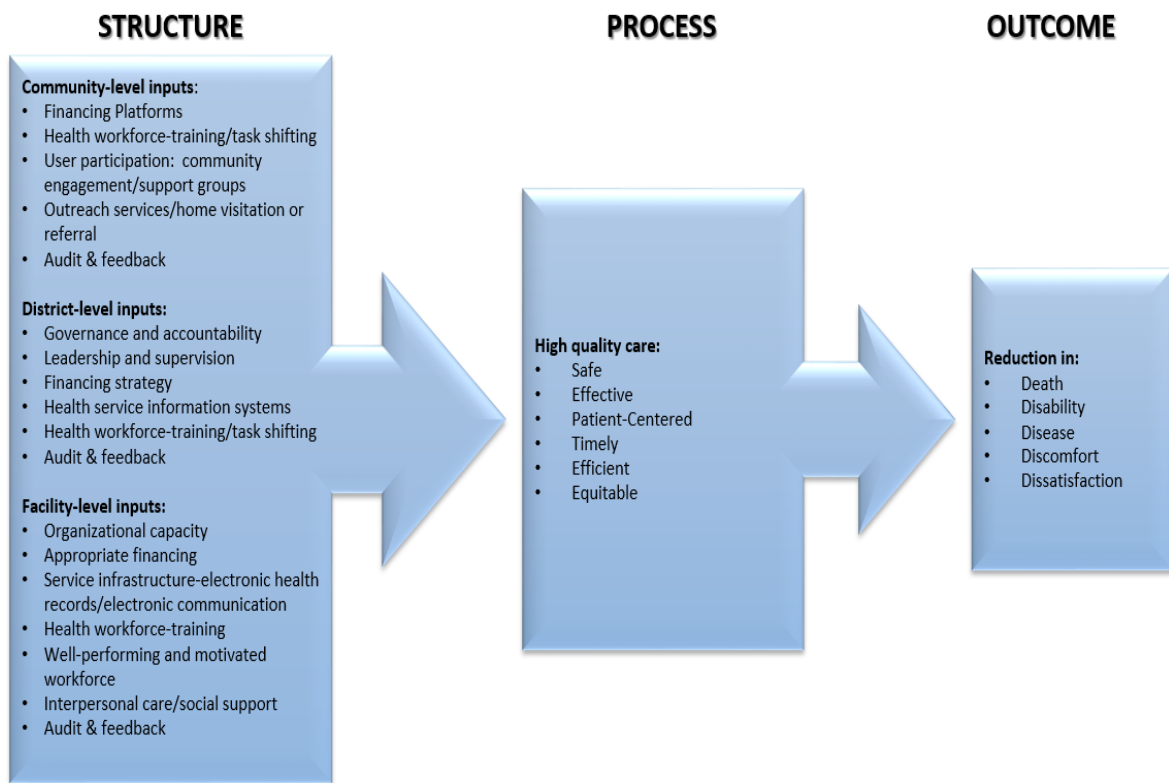 STRUCTURE
Community-level inputs:
• Financing Platforms
• Health workforce-training/task shifting
• User participation:  community
engagement/support groups
• Outreach services/home visitation or
referral
• Audit & feedback
District-level inputs:
• Governance and accountability
• Leadership and supervision
• Financing strategy
• Health service information systems
• Health workforce-training/task shifting
• Audit & feedback
Facility-level inputs:
• Organizational capacity
• Appropriate financing
• Service infrastructure-electronic health
records/electronic communication
• Health workforce-training
• Well-performing and motivated
workforce
• Interpersonal care/social support
• Audit & feedback
PROCESS
High quality care:
• Safe
• Effective
• Patient-Centered
• Timely
• Efficient
• Equitable
OUTCOME
Reduction in:
• Death
• Disability
• Disease
• Discomfort
• Dissatisfaction